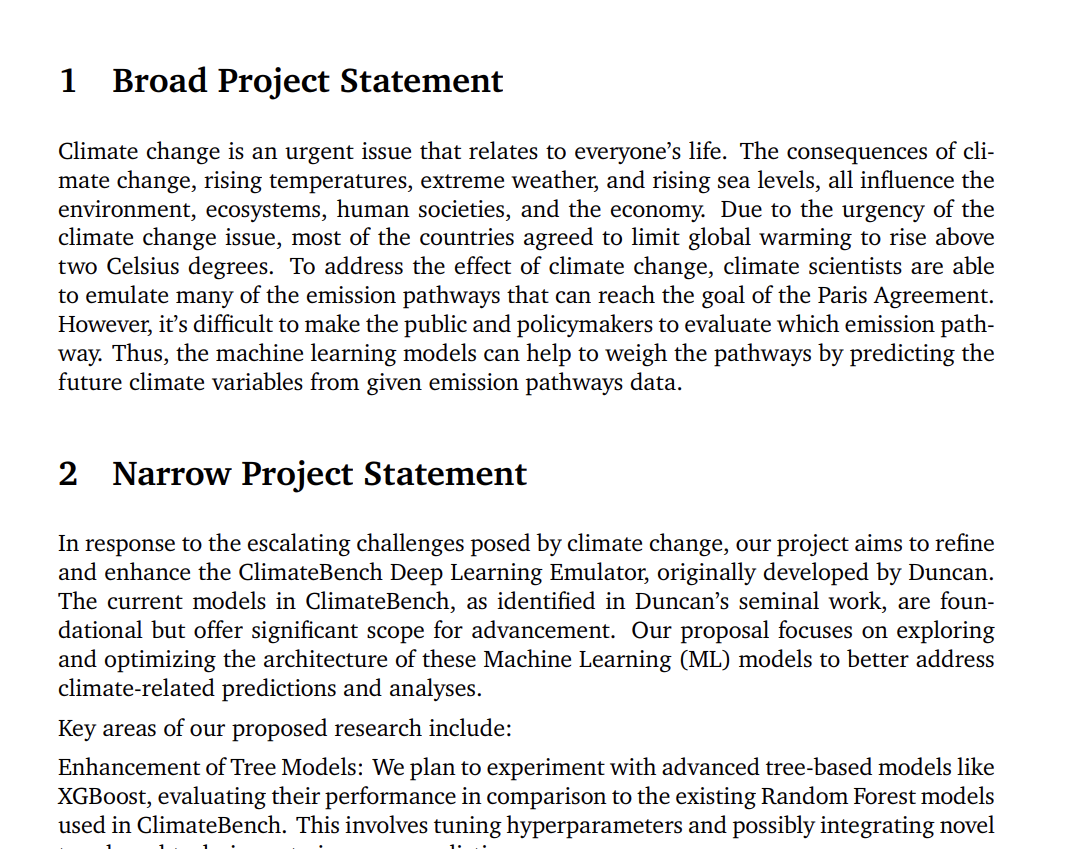 1 Broad Project Statement
Climate change is an urgent issue that relates to everyone’s life. The consequences of cli-
mate change, rising temperatures, extreme weather, and rising sea levels, all influence the
environment, ecosystems, human societies, and the economy. Due to the urgency of the
climate change issue, most of the countries agreed to limit global warming to rise above
two Celsius degrees. To address the effect of climate change, climate scientists are able
to emulate many of the emission pathways that can reach the goal of the Paris Agreement.
However, it’s difficult to make the public and policymakers to evaluate which emission path-
way. Thus, the machine learning models can help to weigh the pathways by predicting the
future climate variables from given emission pathways data.
2 Narrow Project Statement
In response to the escalating challenges posed by climate change, our project aims to refine
and enhance the ClimateBench Deep Learning Emulator, originally developed by Duncan.
The current models in ClimateBench, as identified in Duncan’s seminal work, are foun-
dational but offer significant scope for advancement. Our proposal focuses on exploring
and optimizing the architecture of these Machine Learning (ML) models to better address
climate-related predictions and analyses.
Key areas of our proposed research include:
Enhancement of Tree Models: We plan to experiment with advanced tree-based models like
XGBoost, evaluating their performance in comparison to the existing Random Forest models
used in ClimateBench. This involves tuning hyperparameters and possibly integrating novel